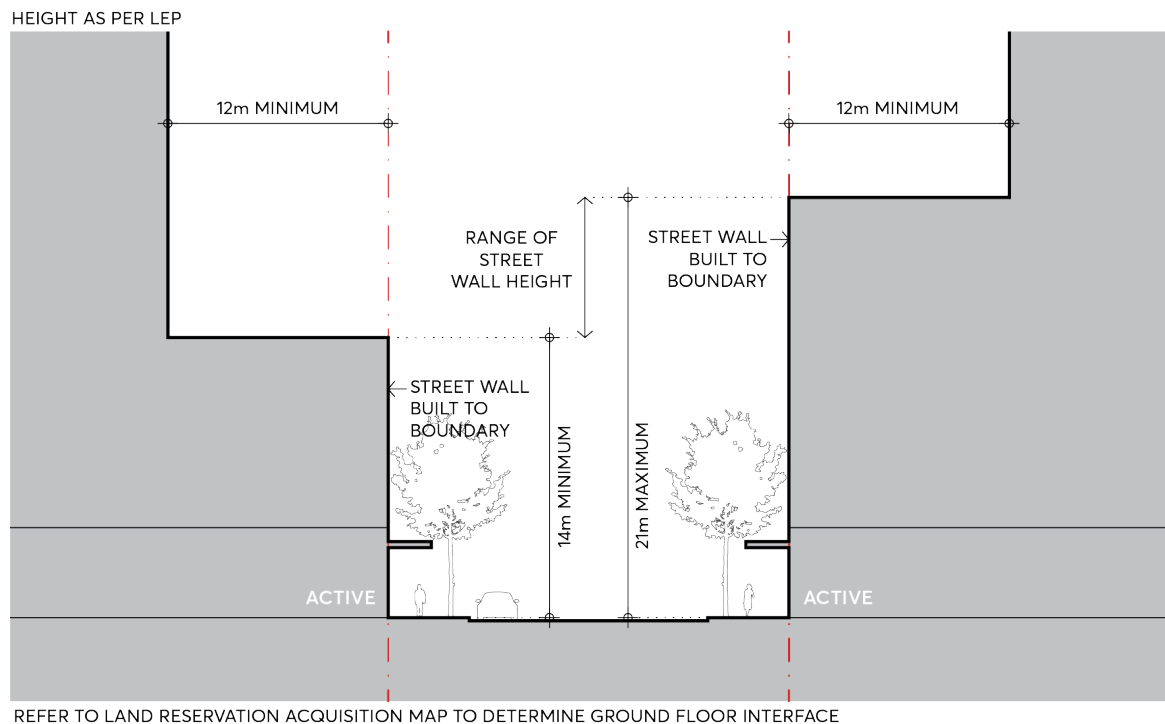 HEIGHT AS PER LEP
12m MINIMUM
12m MINIMUM
RANGE OF
STREET
WALL HEIGHT
STREET WALL
BUILT TO
BOUNDARY
STREET WALL
BUILT TO
BOUNDARY
14m MINIMUM
21m MAXIMUM
ACTIVE
ACTIVE
REFER TO LAND RESERVATION ACQUISITION MAP TO DETERMINE GROUND FLOOR INTERFACE